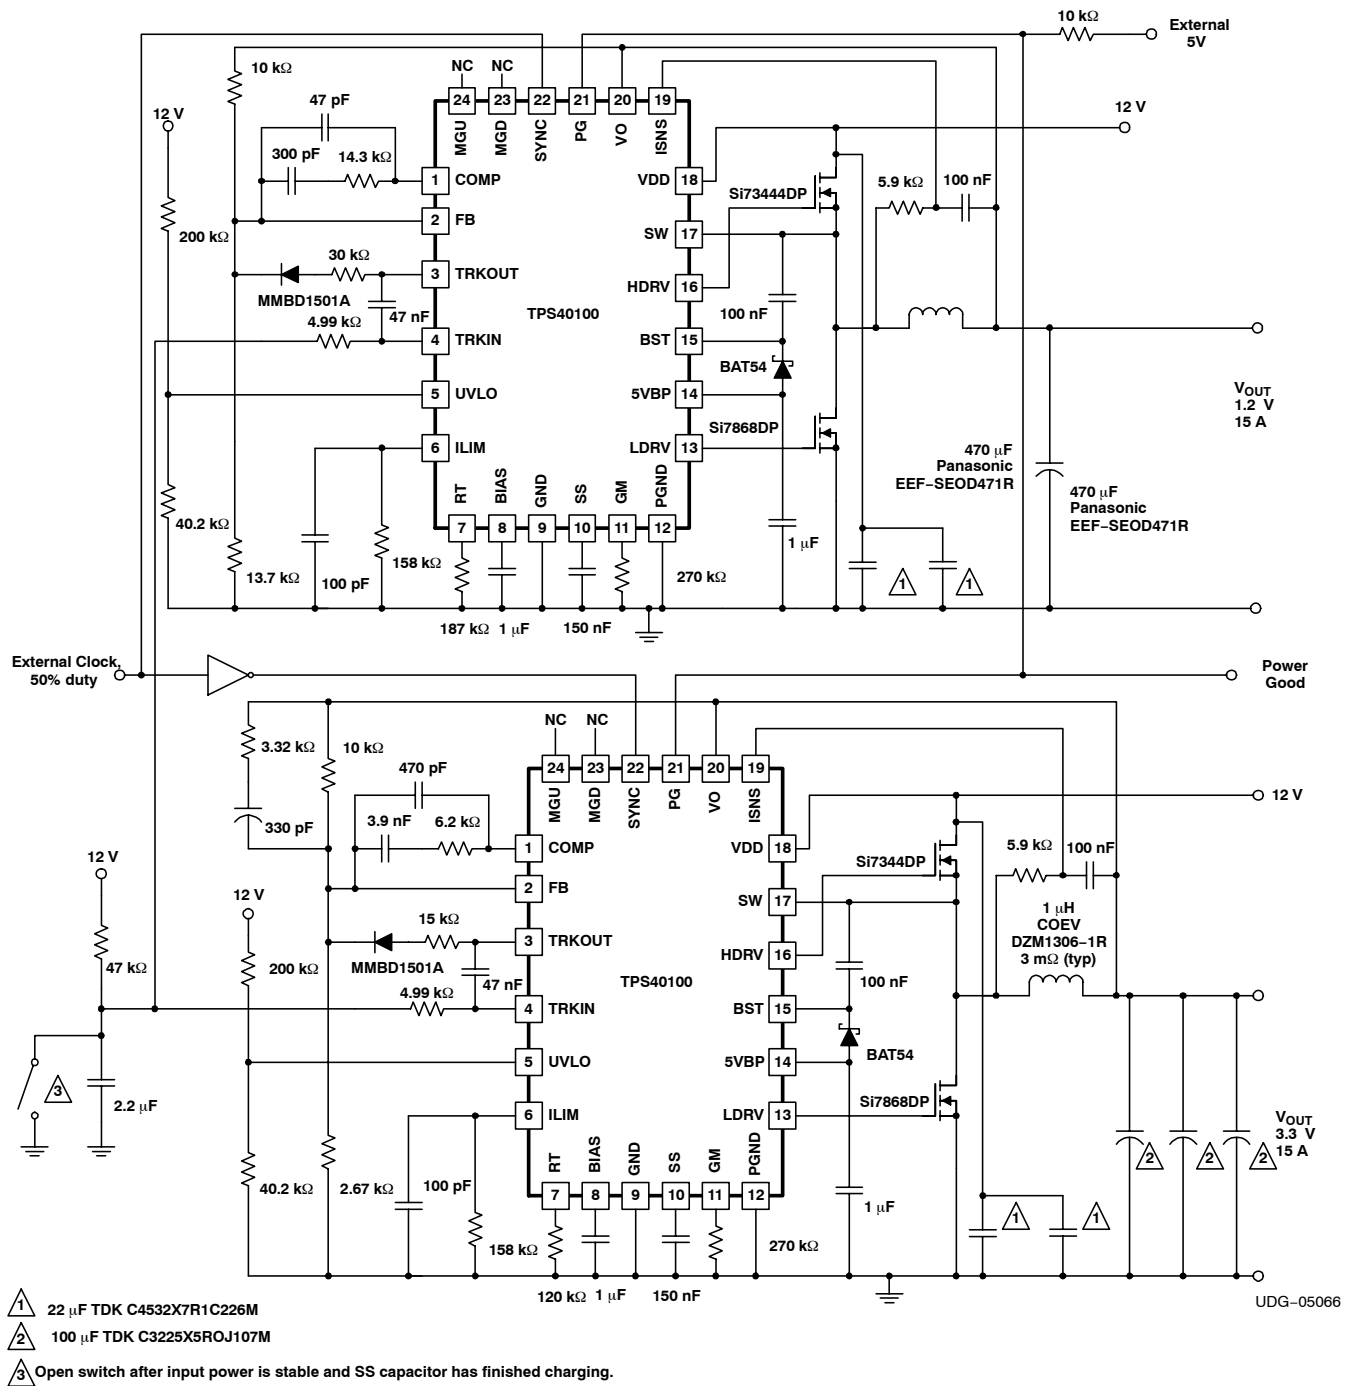 10 kΩ
External
5V
10 kΩ
NC
NC
47 pF
12 V
24
23
22
21
20
19
12 V
MGU
MGD
SYNC
PG
VO
ISNS
300 pF
14.3 kΩ
1
COMP
VDD
18
5.9 kΩ
100 nF
Si73444DP
2
FB
200 kΩ
SW
17
30 kΩ
3
TRKOUT
HDRV
16
MMBD1501A
47 nF
TPS40100
100 nF
4.99 kΩ
4
TRKIN
BST
15
BAT54
5
UVLO
5VBP
14
VOUT
1.2 V
15 A
Si7868DP
6
ILIM
LDRV
13
470 µF
Panasonic
EEF–SEOD471R
470 µF
Panasonic
EEF–SEOD471R
RT
BIAS
GND
SS
GM
PGND
40.2 kΩ
7
8
9
10
11
12
1 µF
13.7 kΩ
100 pF
158 kΩ
270 kΩ
1
1
187 kΩ
1 µF
150 nF
External Clock,
50% duty
Power
Good
3.32 kΩ
10 kΩ
NC
NC
470 pF
24
23
22
21
20
19
MGU
MGD
SYNC
PG
VO
ISNS
12 V
330 pF
3.9 nF
6.2 kΩ
1
COMP
VDD
18
Si7344DP
5.9 kΩ
100 nF
12 V
12 V
2
FB
SW
17
1 µH
COEV
DZM1306–1R
3 mΩ (typ)
15 kΩ
3
TRKOUT
HDRV
16
47 kΩ
200 kΩ
MMBD1501A
47 nF
TPS40100
100 nF
4.99 kΩ
4
TRKIN
BST
15
BAT54
5
UVLO
5VBP
14
3
2.2 µF
Si7868DP
6
ILIM
LDRV
13
VOUT
3.3 V
15 A
2
2
2
RT
BIAS
GND
SS
GM
PGND
40.2 kΩ
2.67 kΩ
100 pF
7
8
9
10
11
12
1 µF
1
1
158 kΩ
270 kΩ
120 kΩ
1 µF
150 nF
UDG–05066
1 22 µF TDK C4532X7R1C226M
2 100 µF TDK C3225X5ROJ107M
3 Open switch after input power is stable and SS capacitor has finished charging.